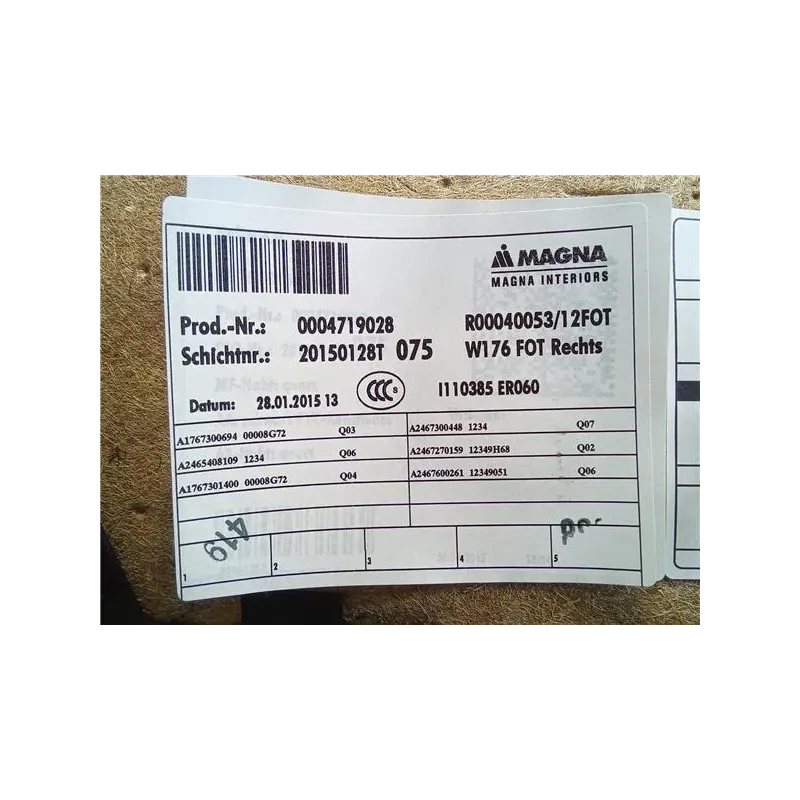 MAGNA
MAGNA INTERIORS
Prod.-Nr.: 0004719028 R00040053/12FOT
Schichtnr.: 20150128T 075 W176 FOT Rechts
Datum: 28.01.2015 13 CCC S I110385 ER060
A1767300694 00008G72 Q03 A2467300448 1234 Q07
A2465408109 1234 Q06 A2467270159 12349H68 Q02
A1767301400 00008G72 Q04 A2467600261 12349051 Q06
419
1 2 3 4 5